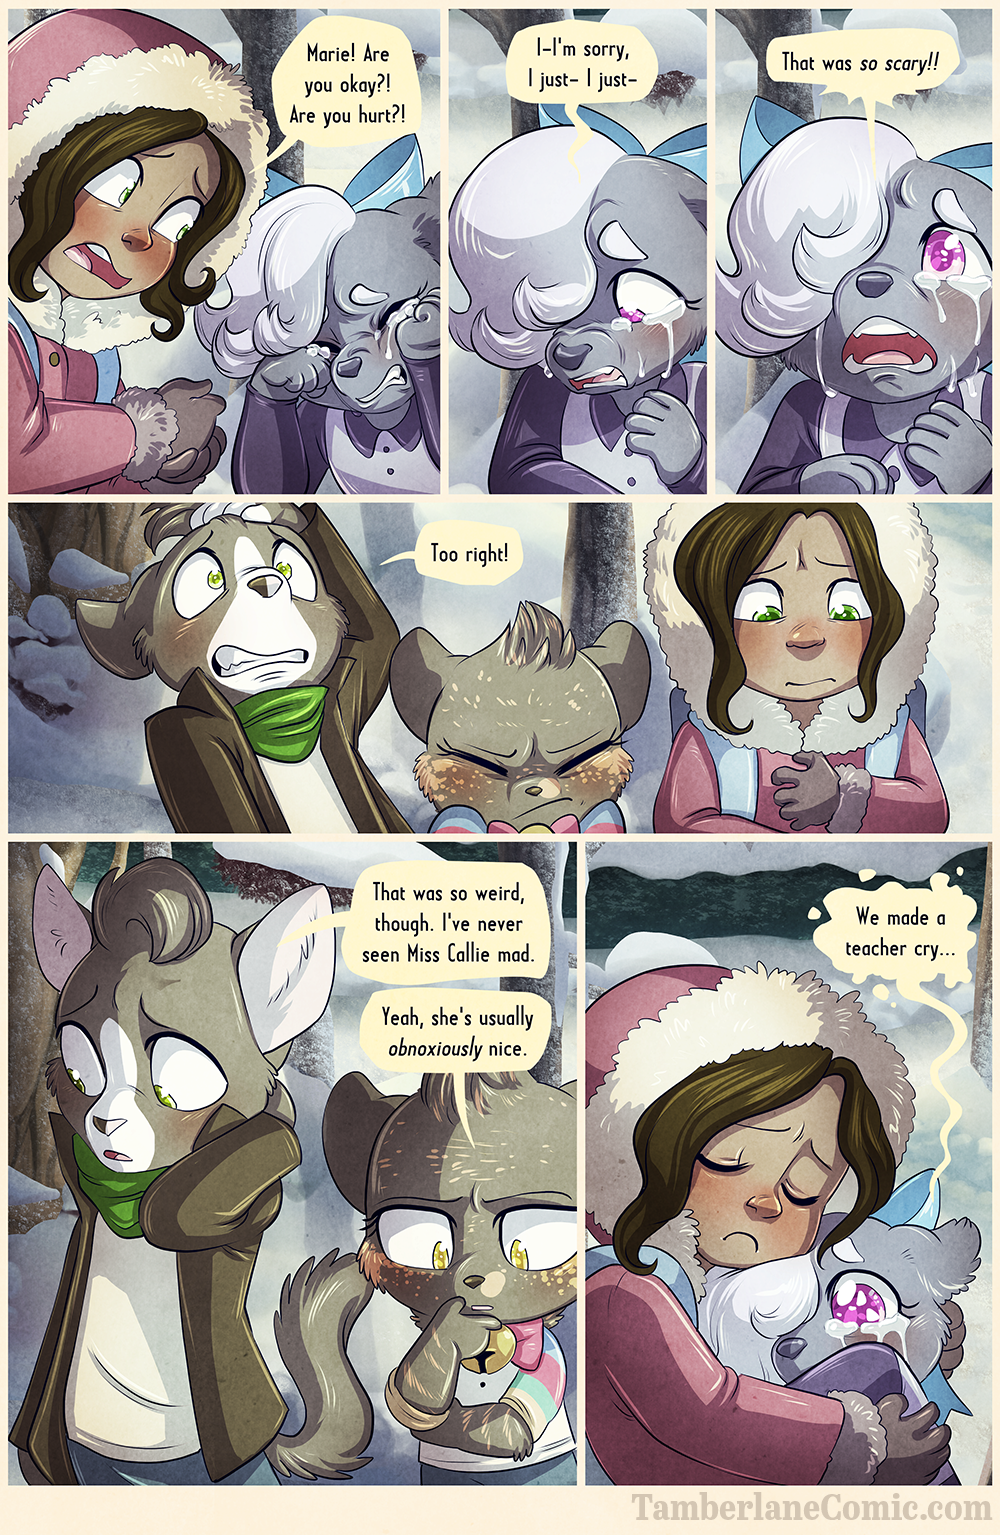 Marie! Are
you okay?!
Are you hurt?!
I-I'm sorry,
I just- I just-
That was so scary!!
Too right!
That was so weird,
though. I've never
seen Miss Callie mad.
Yeah, she's usually
obnoxiously nice.
We made a
teacher cry...
TamberlaneComic.com